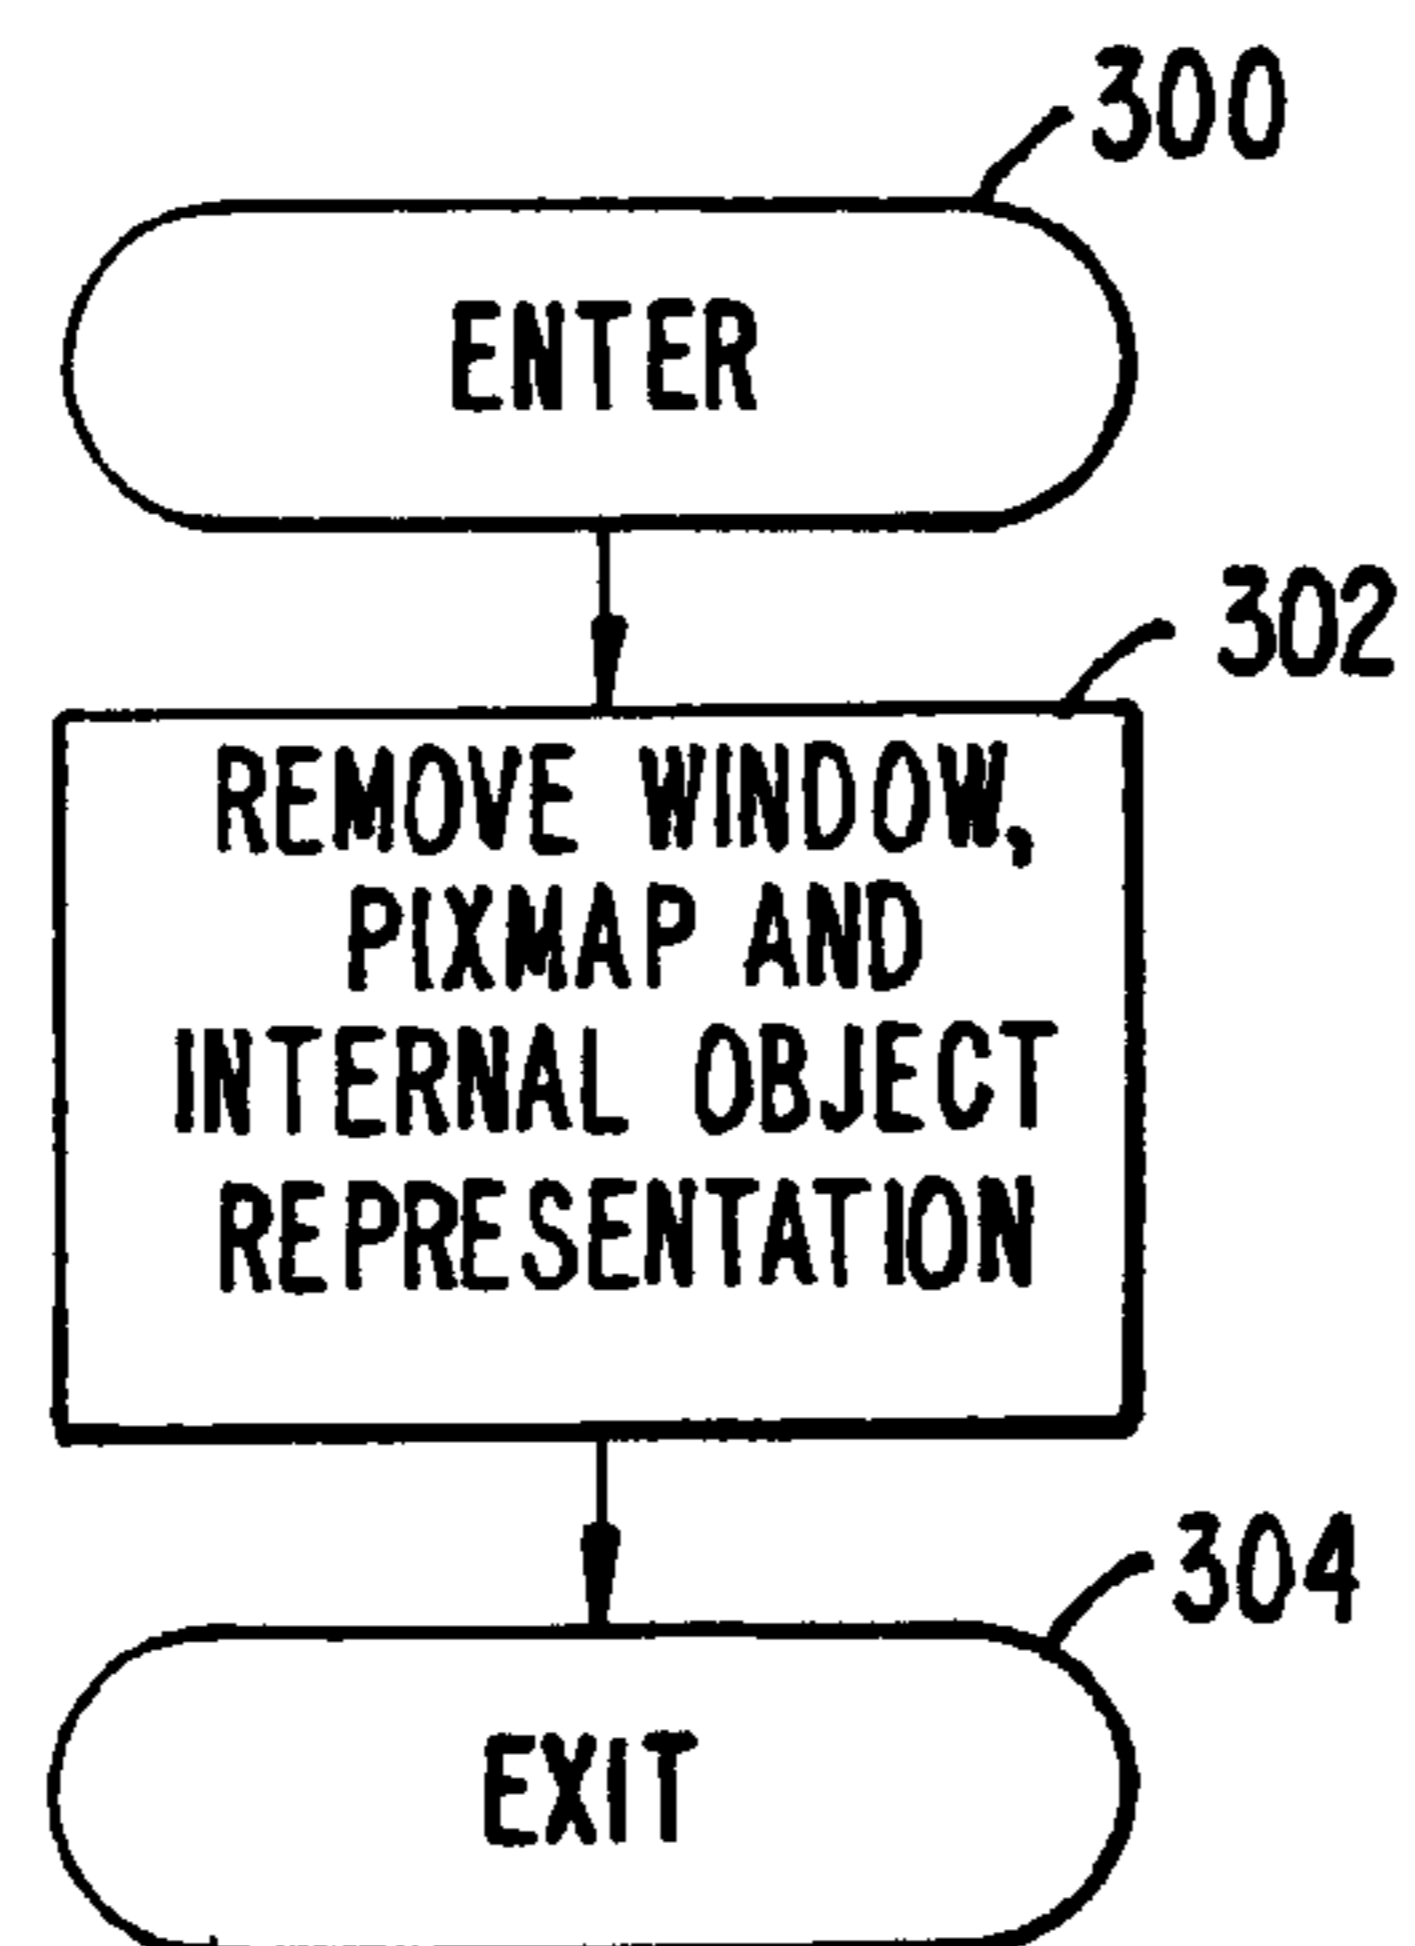 300
ENTER
302
REMOVE WINDOW,
PIXMAP AND
INTERNAL OBJECT
REPRESENTATION
304
EXIT